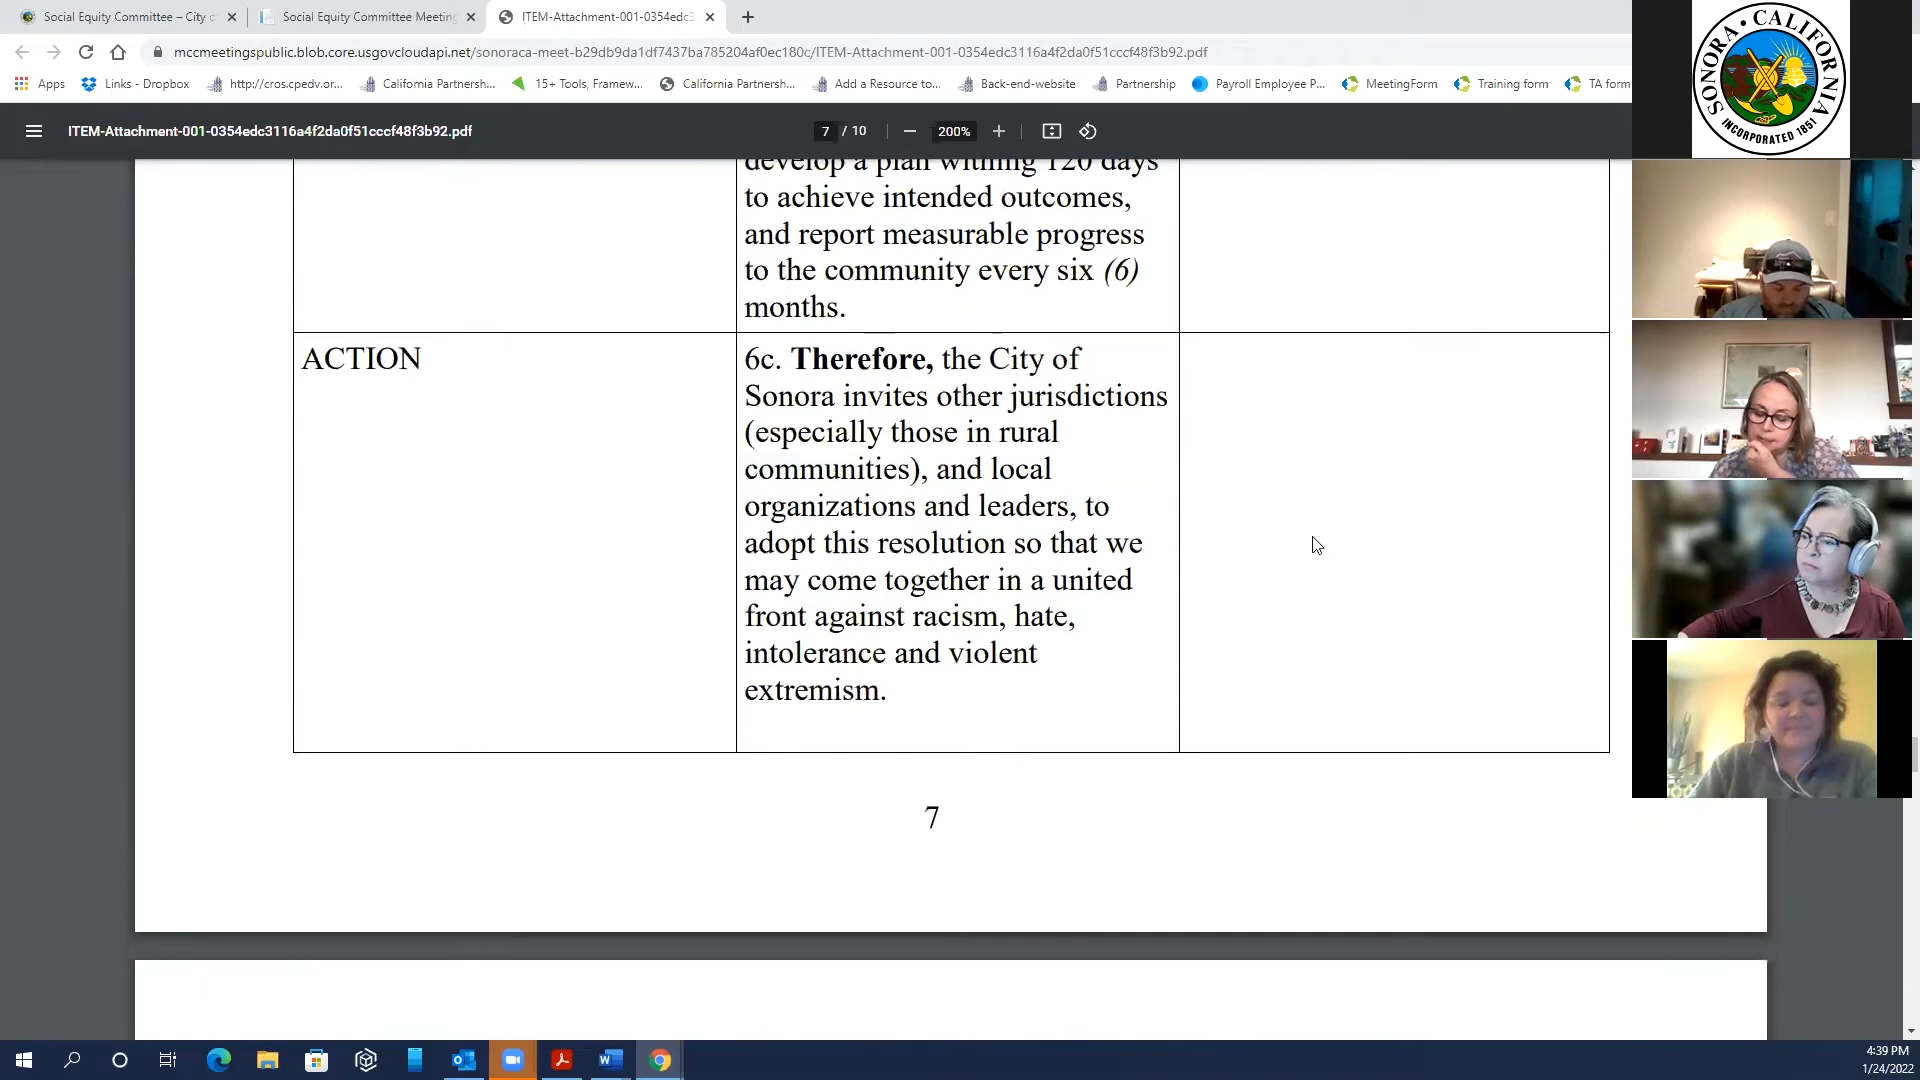 Social Equity Committee – City o
Social Equity Committee Meeting
ITEM-Attachment-001-0354edc3
mccmeetingspublic.blob.core.usgovcloudapi.net/sonoraca-meet-b29db9da1df7437ba785204af0ec180c/ITEM-Attachment-001-0354edc3116a4f2da0f51cccf48f3b92.pdf
Apps
Links - Dropbox
http://cros.cpedv.or...
California Partnersh...
15+ Tools, Framew...
California Partnersh...
Add a Resource to...
Back-end-website
Partnership
Payroll Employee P...
MeetingForm
Training form
TA form
ITEM-Attachment-001-0354edc3116a4f2da0f51cccf48f3b92.pdf
7 / 10
200%
SONORA, CALIFORNIA
INCORPORATED 1851
develop a plan withing 120 days
to achieve intended outcomes,
and report measurable progress
to the community every six (6)
months.
ACTION
6c. Therefore, the City of
Sonora invites other jurisdictions
(especially those in rural
communities), and local
organizations and leaders, to
adopt this resolution so that we
may come together in a united
front against racism, hate,
intolerance and violent
extremism.
7
4:39 PM
1/24/2022